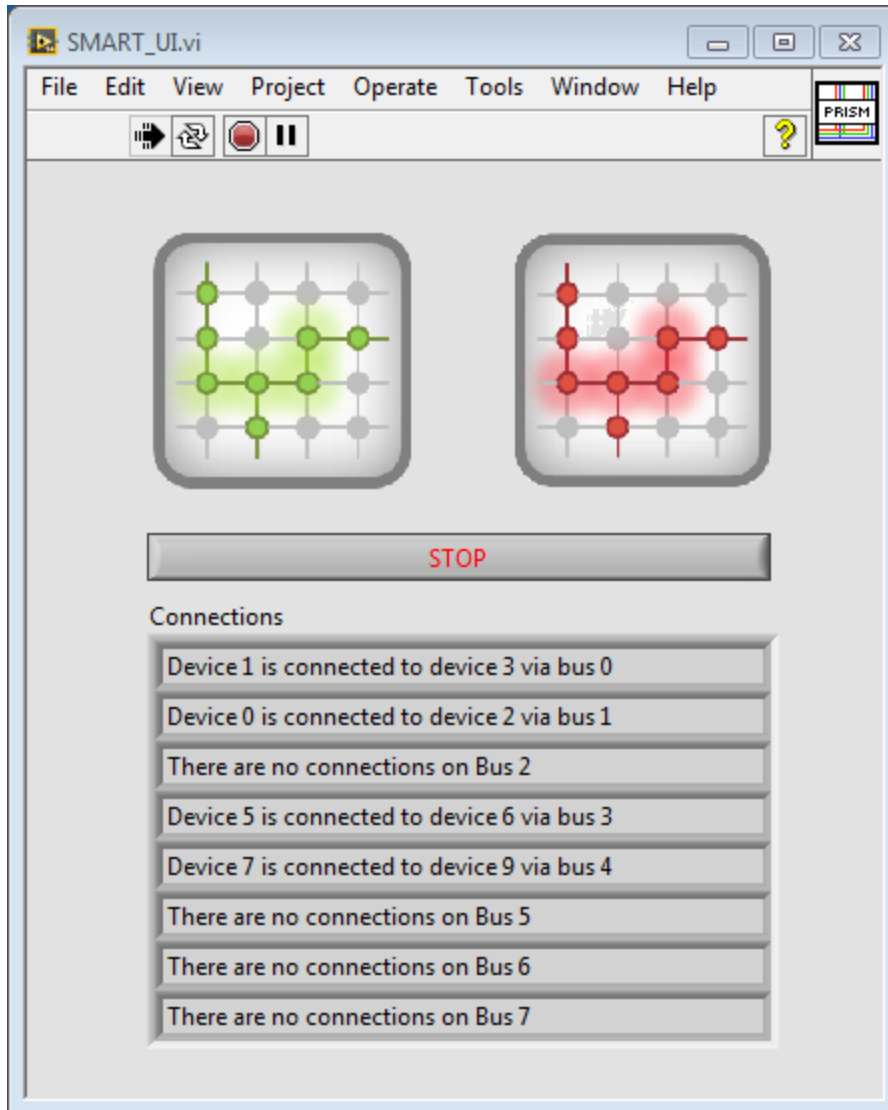 SMART_UI.vi
File Edit View Project Operate Tools Window Help
PRISM
STOP
Connections
Device 1 is connected to device 3 via bus 0
Device 0 is connected to device 2 via bus 1
There are no connections on Bus 2
Device 5 is connected to device 6 via bus 3
Device 7 is connected to device 9 via bus 4
There are no connections on Bus 5
There are no connections on Bus 6
There are no connections on Bus 7